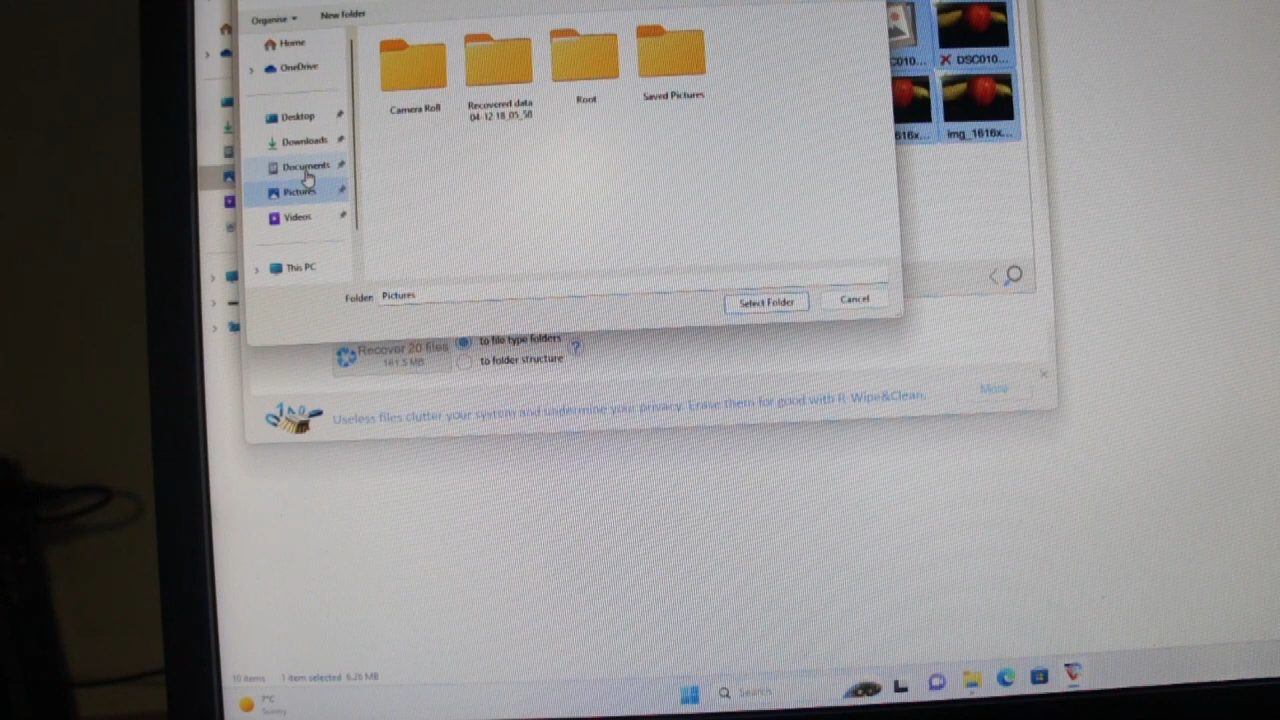 Organise
New folder
Home
OneDrive
Desktop
Downloads
Documents
Pictures
Videos
This PC
Camera Roll
Recovered data
04-12 18_05_58
Root
Saved Pictures
C010...
DSC010...
616x...
img_1616x...
Folder: Pictures
Select Folder
Cancel
Recover 20 files
161.5 MB
to file type folders
to folder structure
?
Useless files clutter your system and undermine your privacy. Erase them for good with R-Wipe&Clean.
More
10 items
1 item selected 6.26 MB
7°C
Sunny
Search